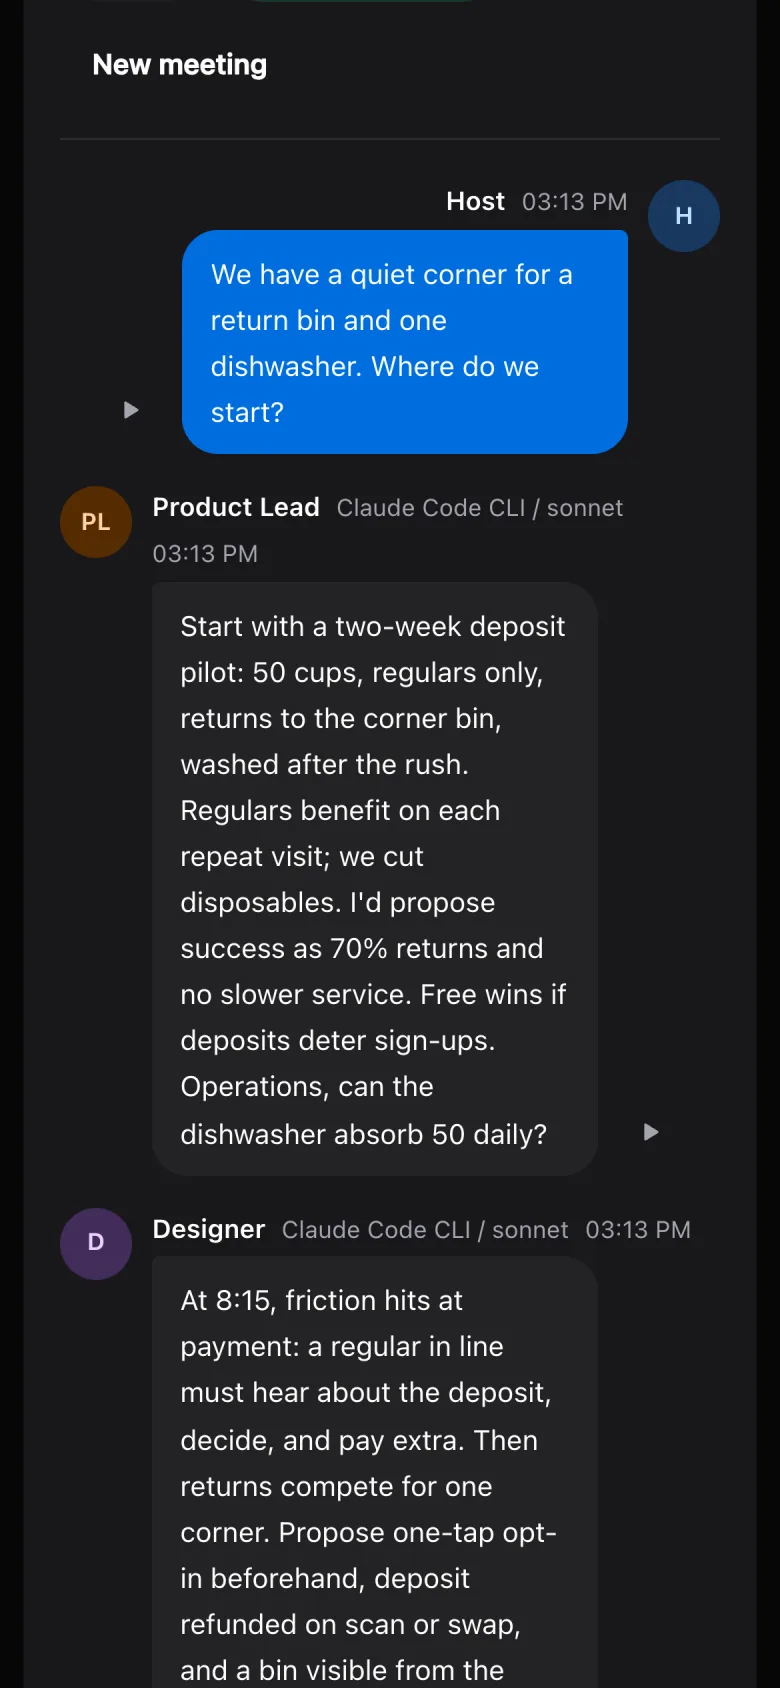 New meeting
Host 03:13 PM
H
We have a quiet corner for a
return bin and one
dishwasher. Where do we
start?
PL
Product Lead Claude Code CLI / sonnet
03:13 PM
Start with a two-week deposit
pilot: 50 cups, regulars only,
returns to the corner bin,
washed after the rush.
Regulars benefit on each
repeat visit; we cut
disposables. I'd propose
success as 70% returns and
no slower service. Free wins if
deposits deter sign-ups.
Operations, can the
dishwasher absorb 50 daily?
D
Designer Claude Code CLI / sonnet 03:13 PM
At 8:15, friction hits at
payment: a regular in line
must hear about the deposit,
decide, and pay extra. Then
returns compete for one
corner. Propose one-tap opt-
in beforehand, deposit
refunded on scan or swap,
and a bin visible from the